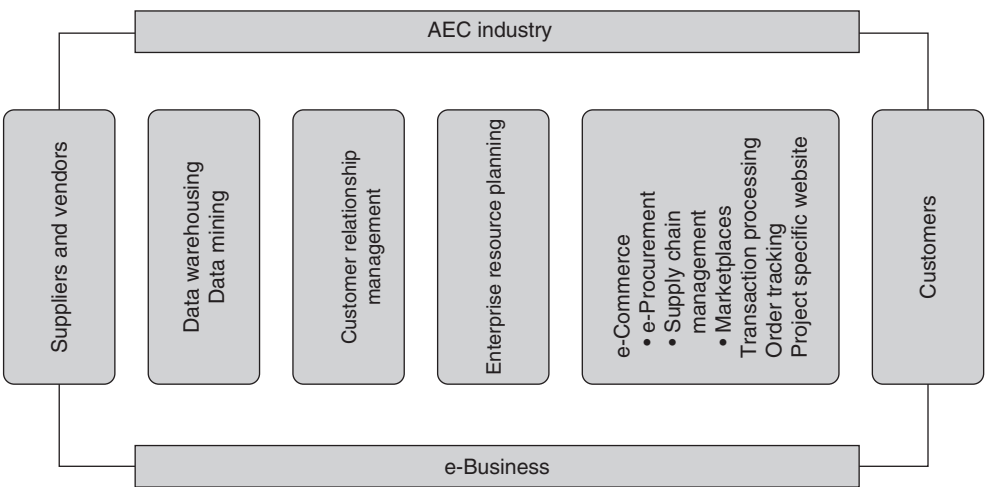 AEC industry
Suppliers and vendors
Data warehousing
Data mining
Customer relationship
management
Enterprise resource planning
e-Commerce
• e-Procurement
• Supply chain
management
• Marketplaces
Transaction processing
Order tracking
Project specific website
Customers
e-Business